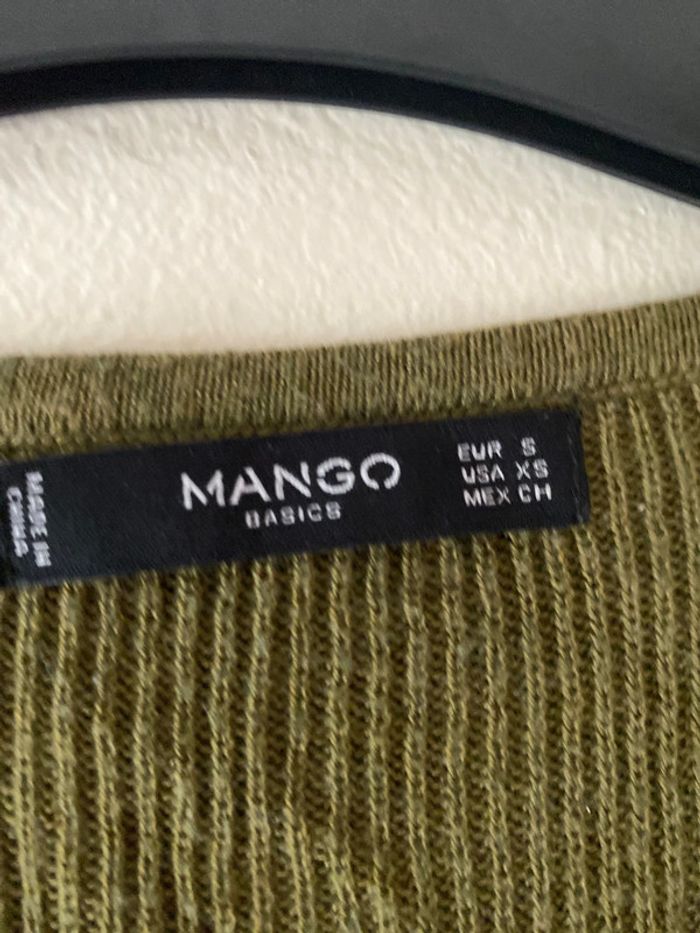 MANGO
BASICS
EUR S
USA XS
MEX CH
MADE IN
CHINA